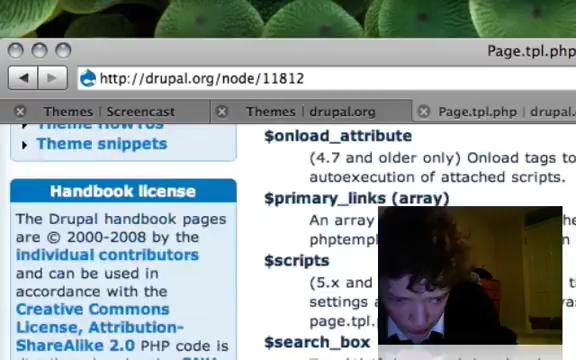 Page.tpl.php
http://drupal.org/node/11812
Themes | Screencast
Themes | drupal.org
Page.tpl.php | drupal.
Theme HowTos
Theme snippets
Handbook license
The Drupal handbook pages
are © 2000-2008 by the
individual contributors
and can be used in
accordance with the
Creative Commons
License, Attribution-
ShareAlike 2.0 PHP code is
$onload_attribute
(4.7 and older only) Onload tags to
autoexecution of attached scripts.
$primary_links (array)
An array
phptemp
$scripts
(5.x and
settings a
page.tpl.
$search_box